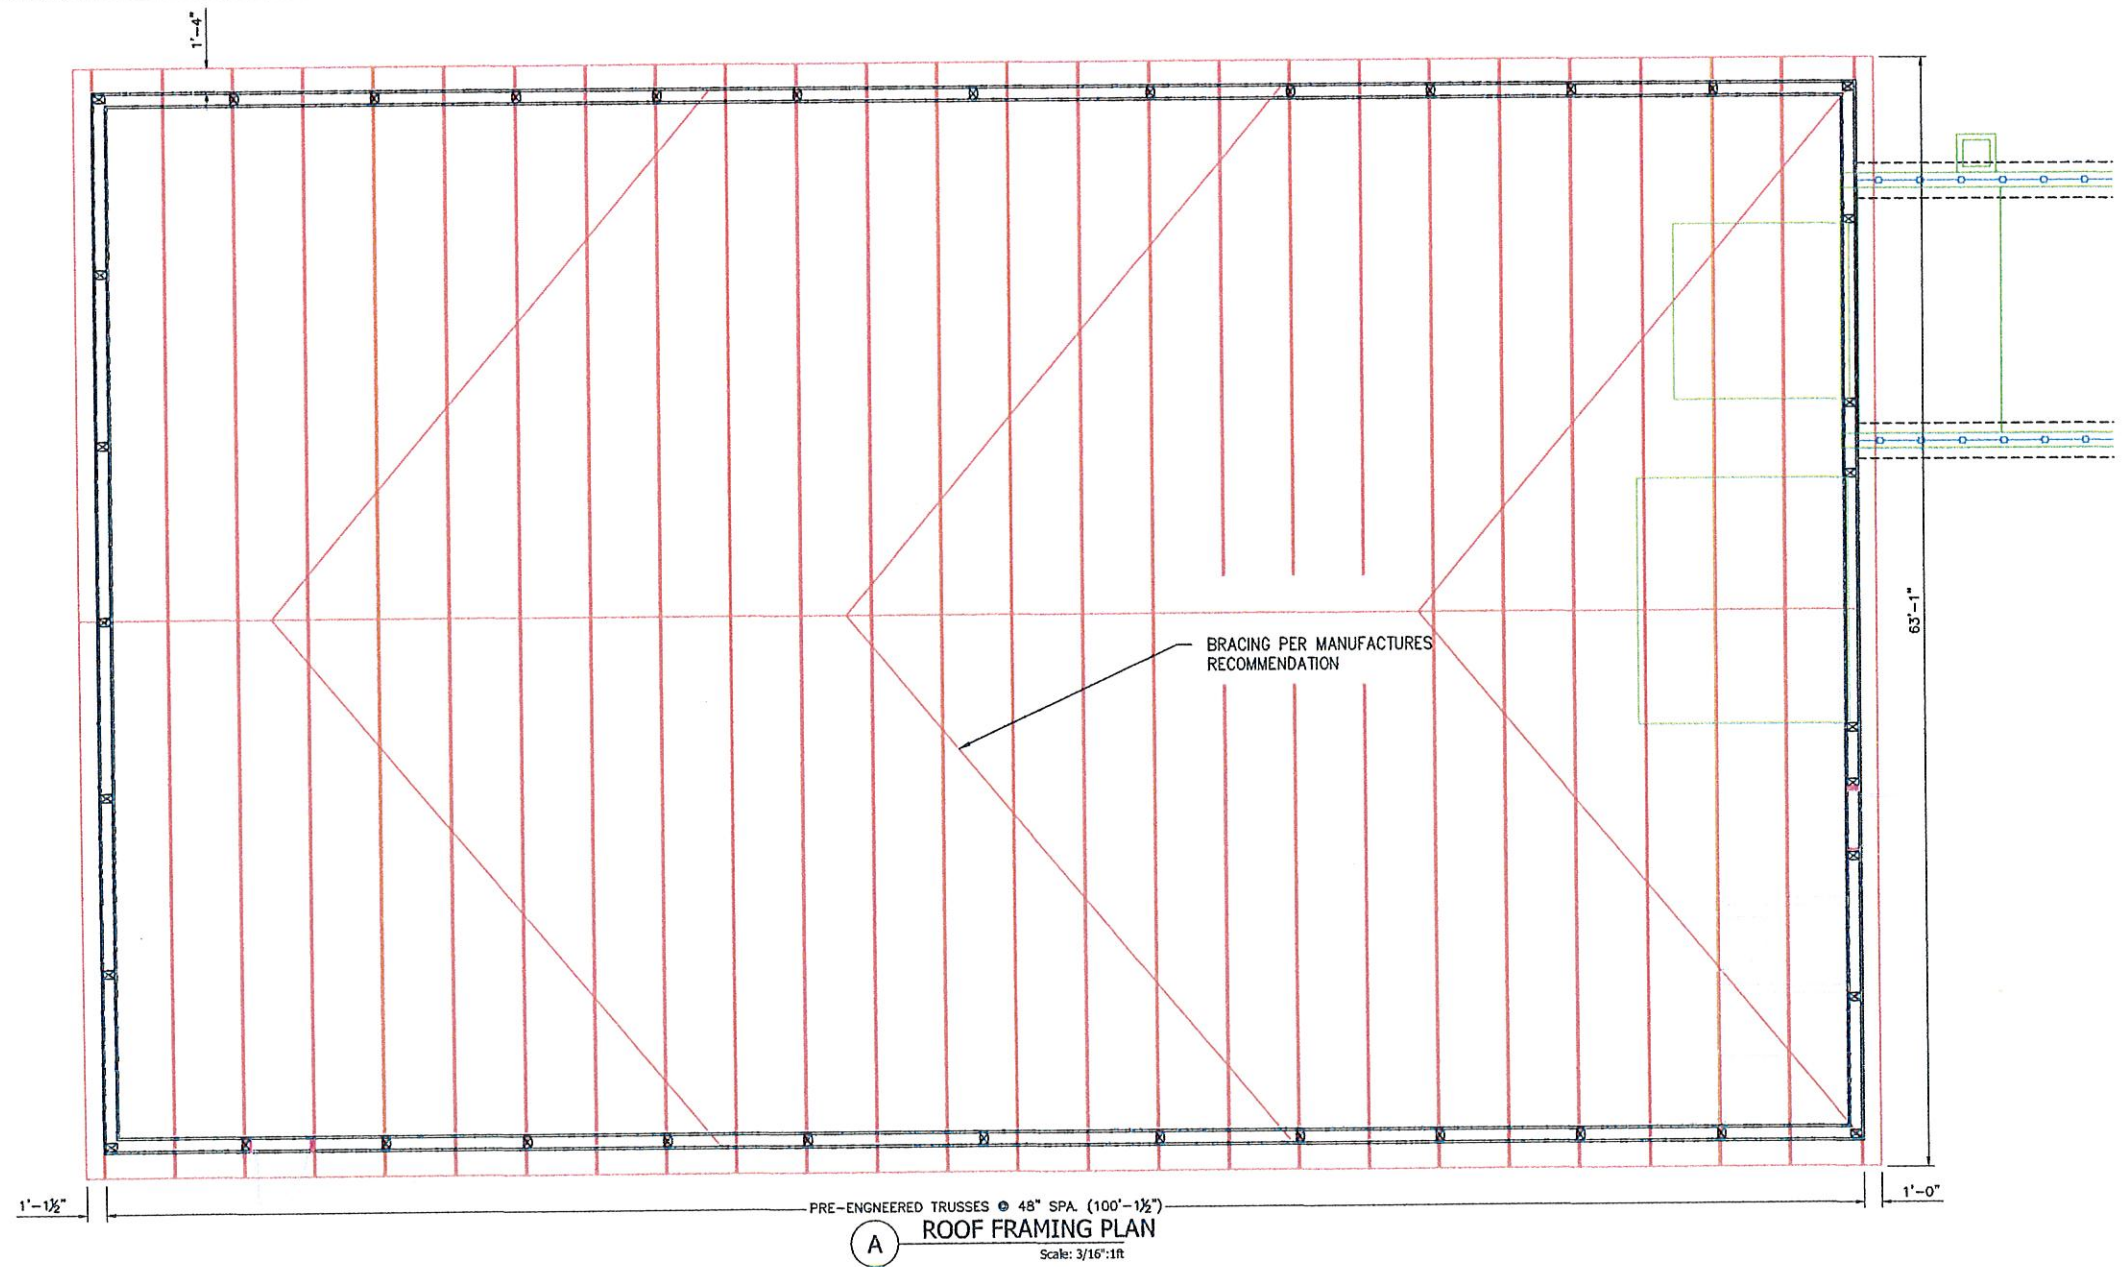 1'-4"
63'-1"
BRACING PER MANUFACTURES
RECOMMENDATION
1'-1½"
PRE-ENGNEERED TRUSSES @ 48" SPA. (100'-1½")
1'-0"
A
ROOF FRAMING PLAN
Scale: 3/16":1ft